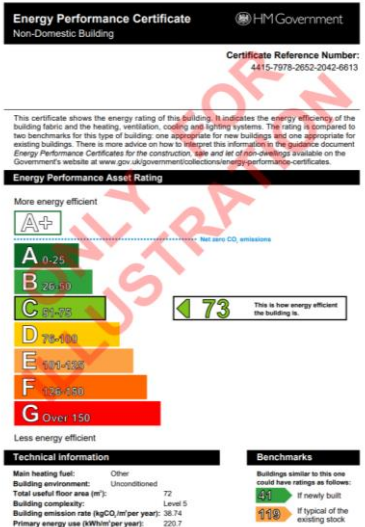 Energy Performance Certificate
Non-Domestic Building
HM Government
Certificate Reference Number:
4415-7978-2652-2042-6613
This certificate shows the energy rating of this building. It indicates the energy efficiency of the
building fabric and the heating, ventilation, cooling and lighting systems. The rating is compared to
two benchmarks for this type of building: one appropriate for new buildings and one appropriate for
existing buildings. There is more advice on how to interpret this information in the guidance document
Energy Performance Certificates for the construction, sale and let of non-dwellings available on the
Government's website at www.gov.uk/government/collections/energy-performance-certificates.
ONLY FOR
ILLUSTRATION
Energy Performance Asset Rating
More energy efficient
A+
Net zero CO₂ emissions
A 0-25
B 26-50
C 51-75
73
This is how energy efficient
the building is.
D 76-100
E 101-125
F 126-150
G Over 150
Less energy efficient
Technical information
Main heating fuel: Other
Building environment: Unconditioned
Total useful floor area (m²): 72
Building complexity: Level 5
Building emission rate (kgCO₂/m²per year): 38.74
Primary energy use (kWh/m²per year): 220.7
Benchmarks
Buildings similar to this one
could have ratings as follows:
41 If newly built
119 If typical of the
existing stock